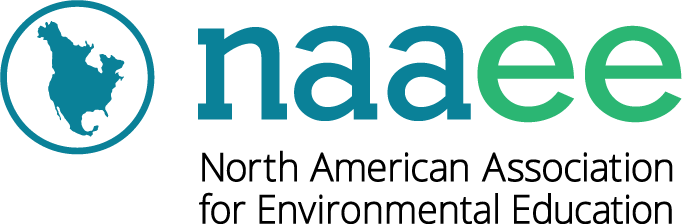 naaee
North American Association
for Environmental Education